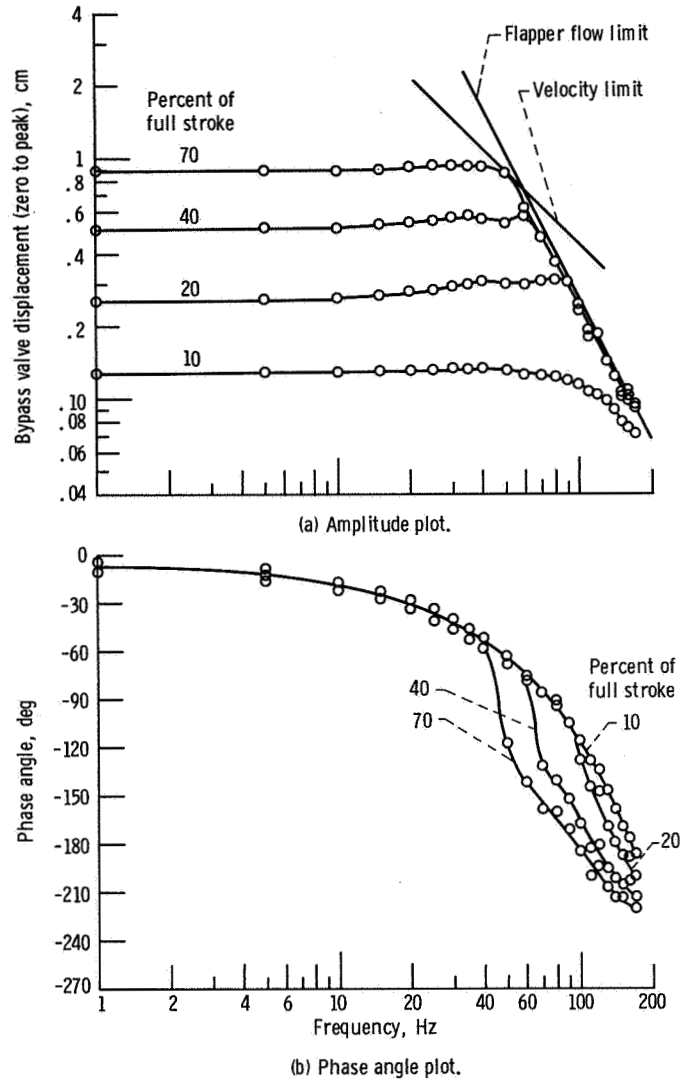 4
2
1
.8
.6
.4
.2
.10
.08
.06
.04
Bypass valve displacement (zero to peak), cm
Percent of
full stroke
70
40
20
10
Flapper flow limit
Velocity limit
(a) Amplitude plot.
0
-30
-60
-90
-120
-150
-180
-210
-240
-270
Phase angle, deg
Percent of
full stroke
10
40
70
20
1 2 4 6 10 20 40 60 100 200
Frequency, Hz
(b) Phase angle plot.